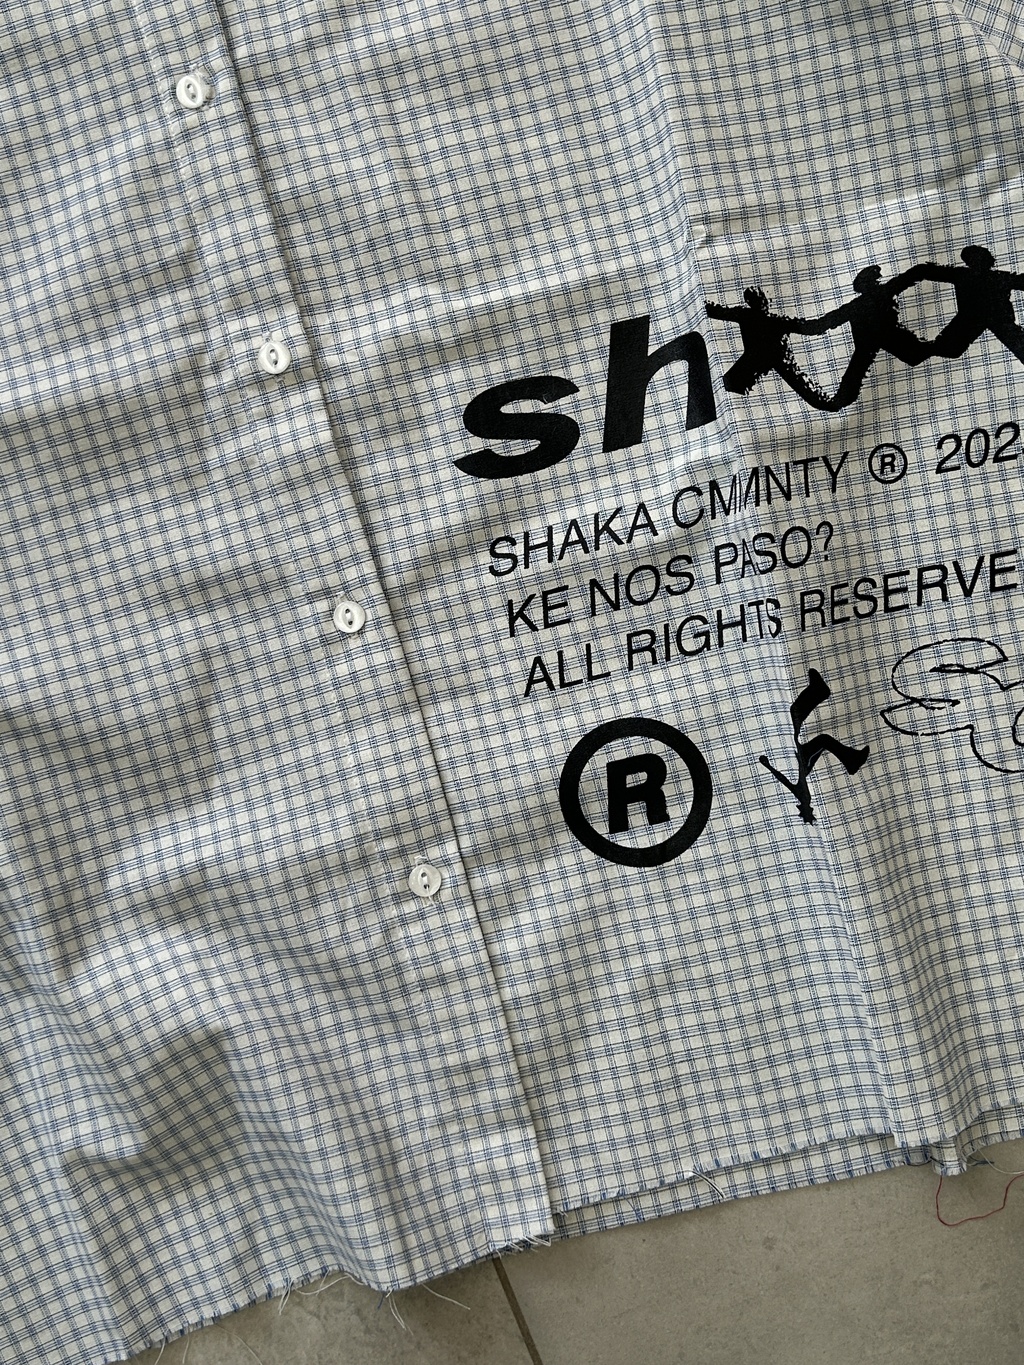 sh
SHAKA CMMNTY ® 202
KE NOS PASO?
ALL RIGHTS RESERVE
®